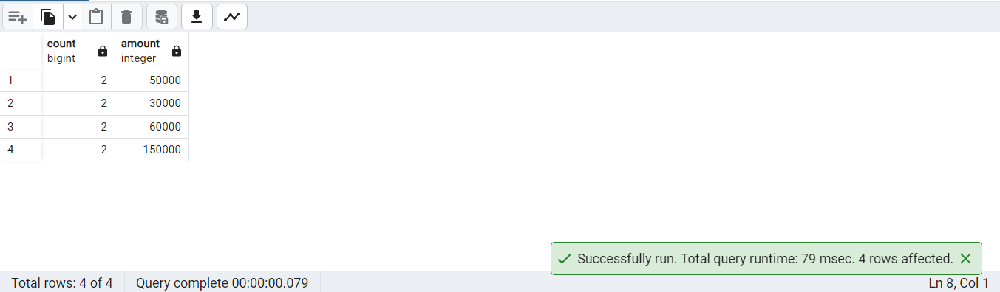 count
bigint
amount
integer
1 2 50000
2 2 30000
3 2 60000
4 2 150000
Successfully run. Total query runtime: 79 msec. 4 rows affected.
Total rows: 4 of 4 Query complete 00:00:00.079 Ln 8, Col 1